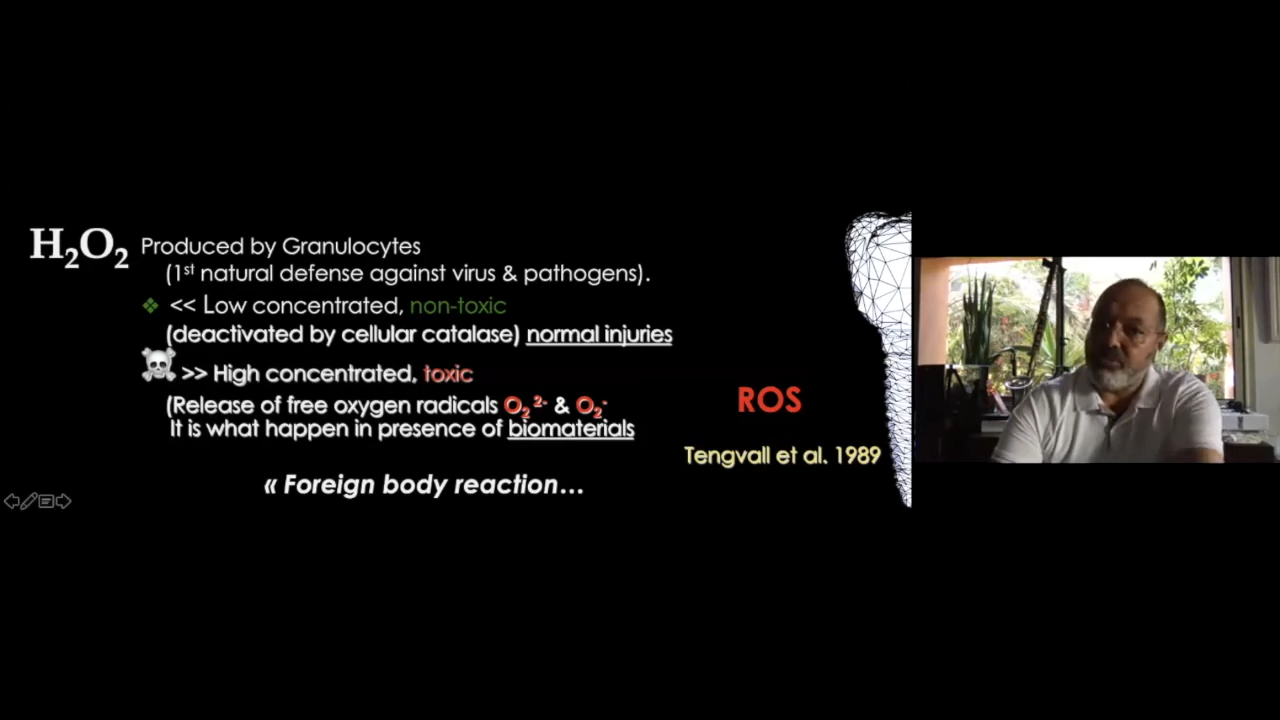 H₂O₂ Produced by Granulocytes
(1st natural defense against virus & pathogens).
❖ << Low concentrated, non-toxic
(deactivated by cellular catalase) normal injuries
☠ >> High concentrated, toxic
(Release of free oxygen radicals O₂²⁻ & O₂⁻
It is what happen in presence of biomaterials
ROS
Tengvall et al. 1989
« Foreign body reaction…